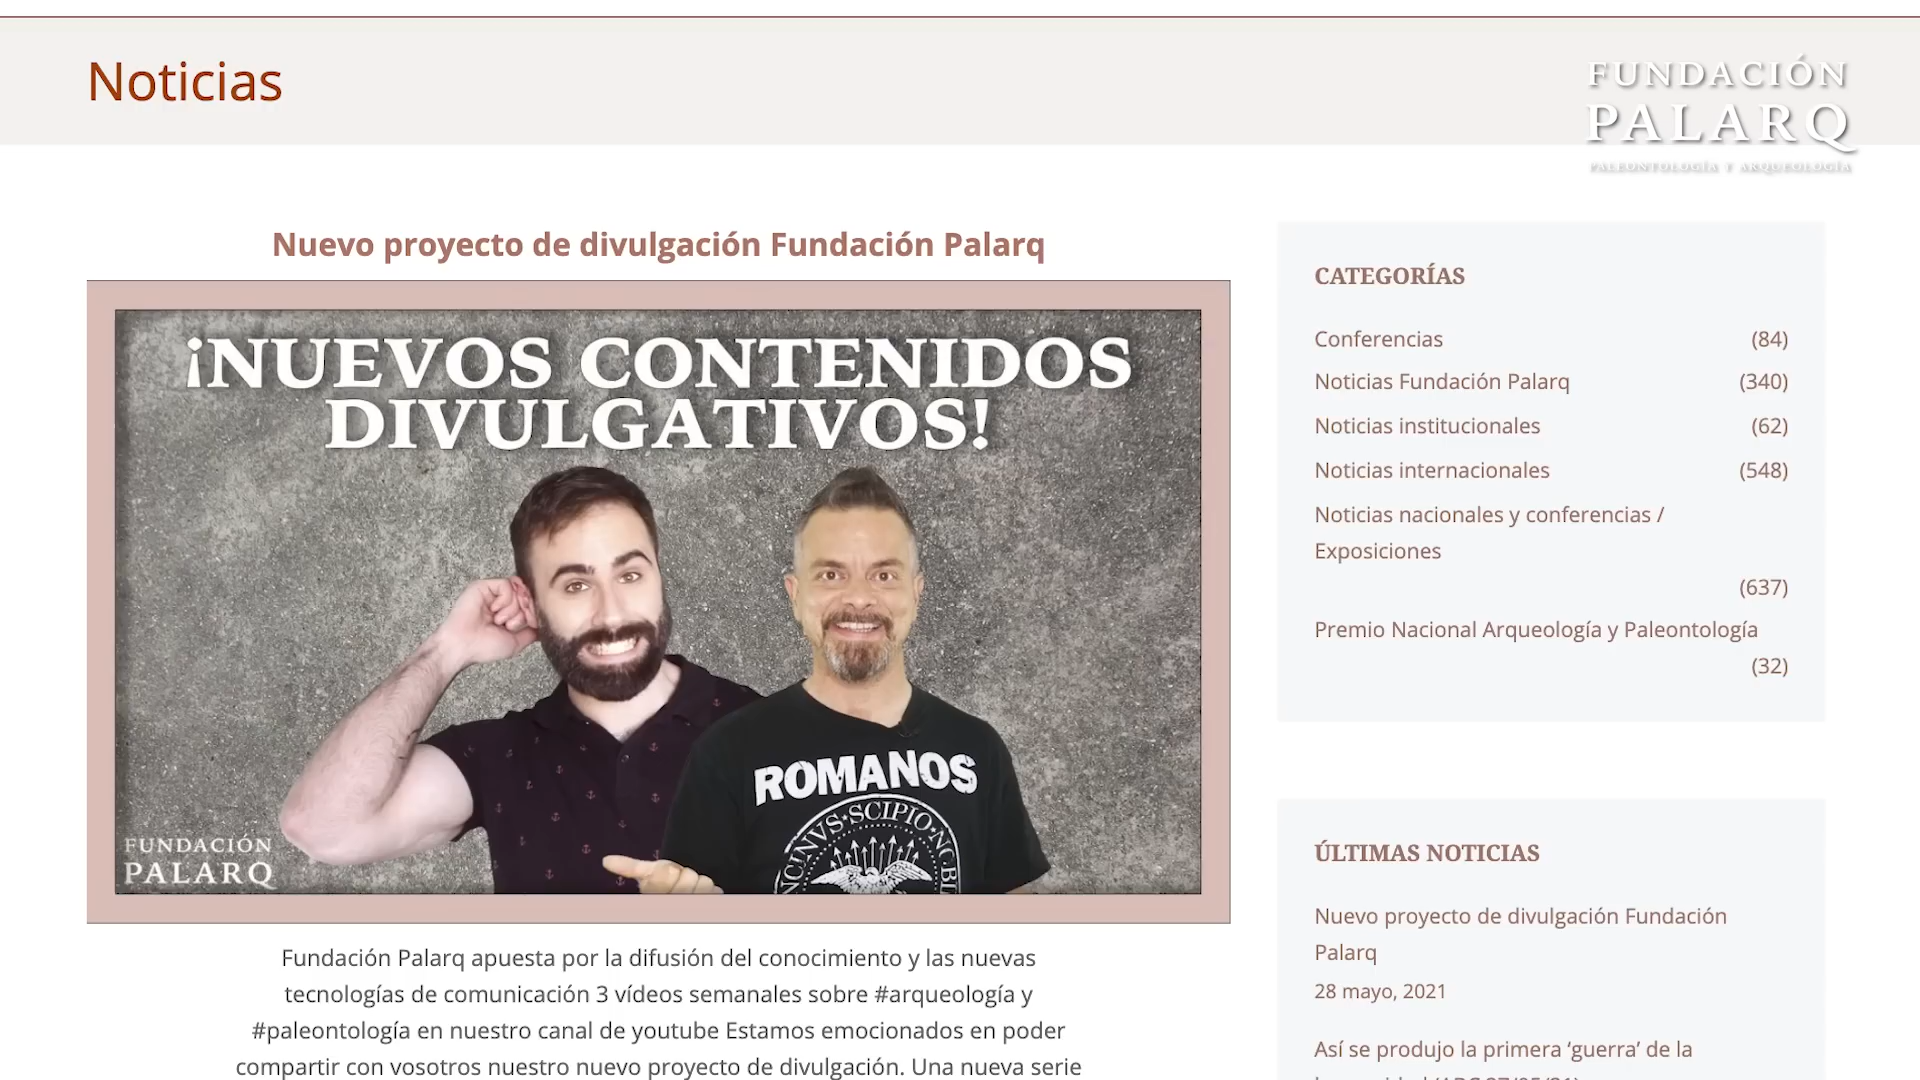 Noticias
FUNDACIÓN
PALARQ
PALEONTOLOGÍA Y ARQUEOLOGÍA
Nuevo proyecto de divulgación Fundación Palarq
¡NUEVOS CONTENIDOS
DIVULGATIVOS!
ROMANOS
SCIPIO
FUNDACIÓN
PALARQ
Fundación Palarq apuesta por la difusión del conocimiento y las nuevas
tecnologías de comunicación 3 vídeos semanales sobre #arqueología y
#paleontología en nuestro canal de youtube Estamos emocionados en poder
compartir con vosotros nuestro nuevo proyecto de divulgación. Una nueva serie
CATEGORÍAS
Conferencias (84)
Noticias Fundación Palarq (340)
Noticias institucionales (62)
Noticias internacionales (548)
Noticias nacionales y conferencias /
Exposiciones
(637)
Premio Nacional Arqueología y Paleontología
(32)
ÚLTIMAS NOTICIAS
Nuevo proyecto de divulgación Fundación
Palarq
28 mayo, 2021
Así se produjo la primera ‘guerra’ de la